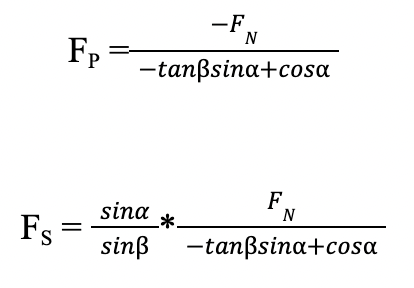 F_P = −F_N / (−tanβsinα+cosα)
F_S = sinα/sinβ * F_N / (−tanβsinα+cosα)